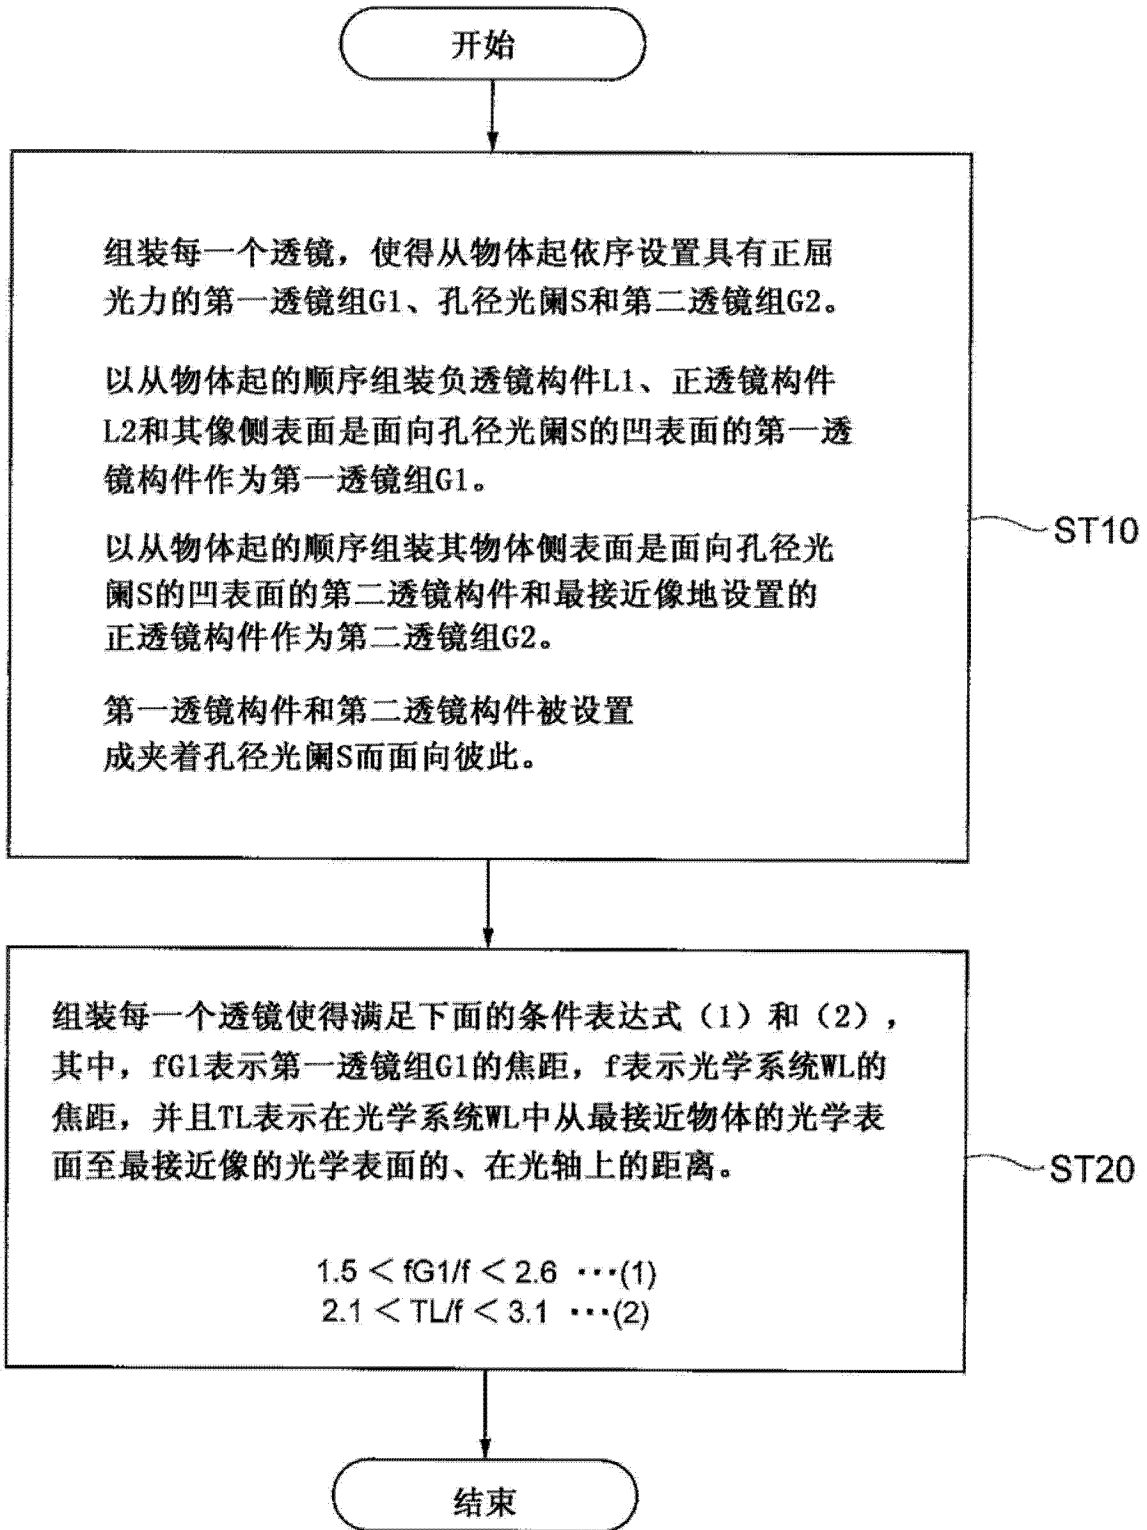 开始
组装每一个透镜，使得从物体起依序设置具有正屈
光力的第一透镜组G1、孔径光阑S和第二透镜组G2。
以从物体起的顺序组装负透镜构件L1、正透镜构件
L2和其像侧表面是面向孔径光阑S的凹表面的第一透
镜构件作为第一透镜组G1。
以从物体起的顺序组装其物体侧表面是面向孔径光
阑S的凹表面的第二透镜构件和最接近像地设置的
正透镜构件作为第二透镜组G2。
第一透镜构件和第二透镜构件被设置
成夹着孔径光阑S而面向彼此。
ST10
组装每一个透镜使得满足下面的条件表达式（1）和（2），
其中，fG1表示第一透镜组G1的焦距，f表示光学系统WL的
焦距，并且TL表示在光学系统WL中从最接近物体的光学表
面至最接近像的光学表面的、在光轴上的距离。
ST20
1.5 ＜ fG1/f ＜ 2.6 ···(1)
2.1 ＜ TL/f ＜ 3.1 ···(2)
结束